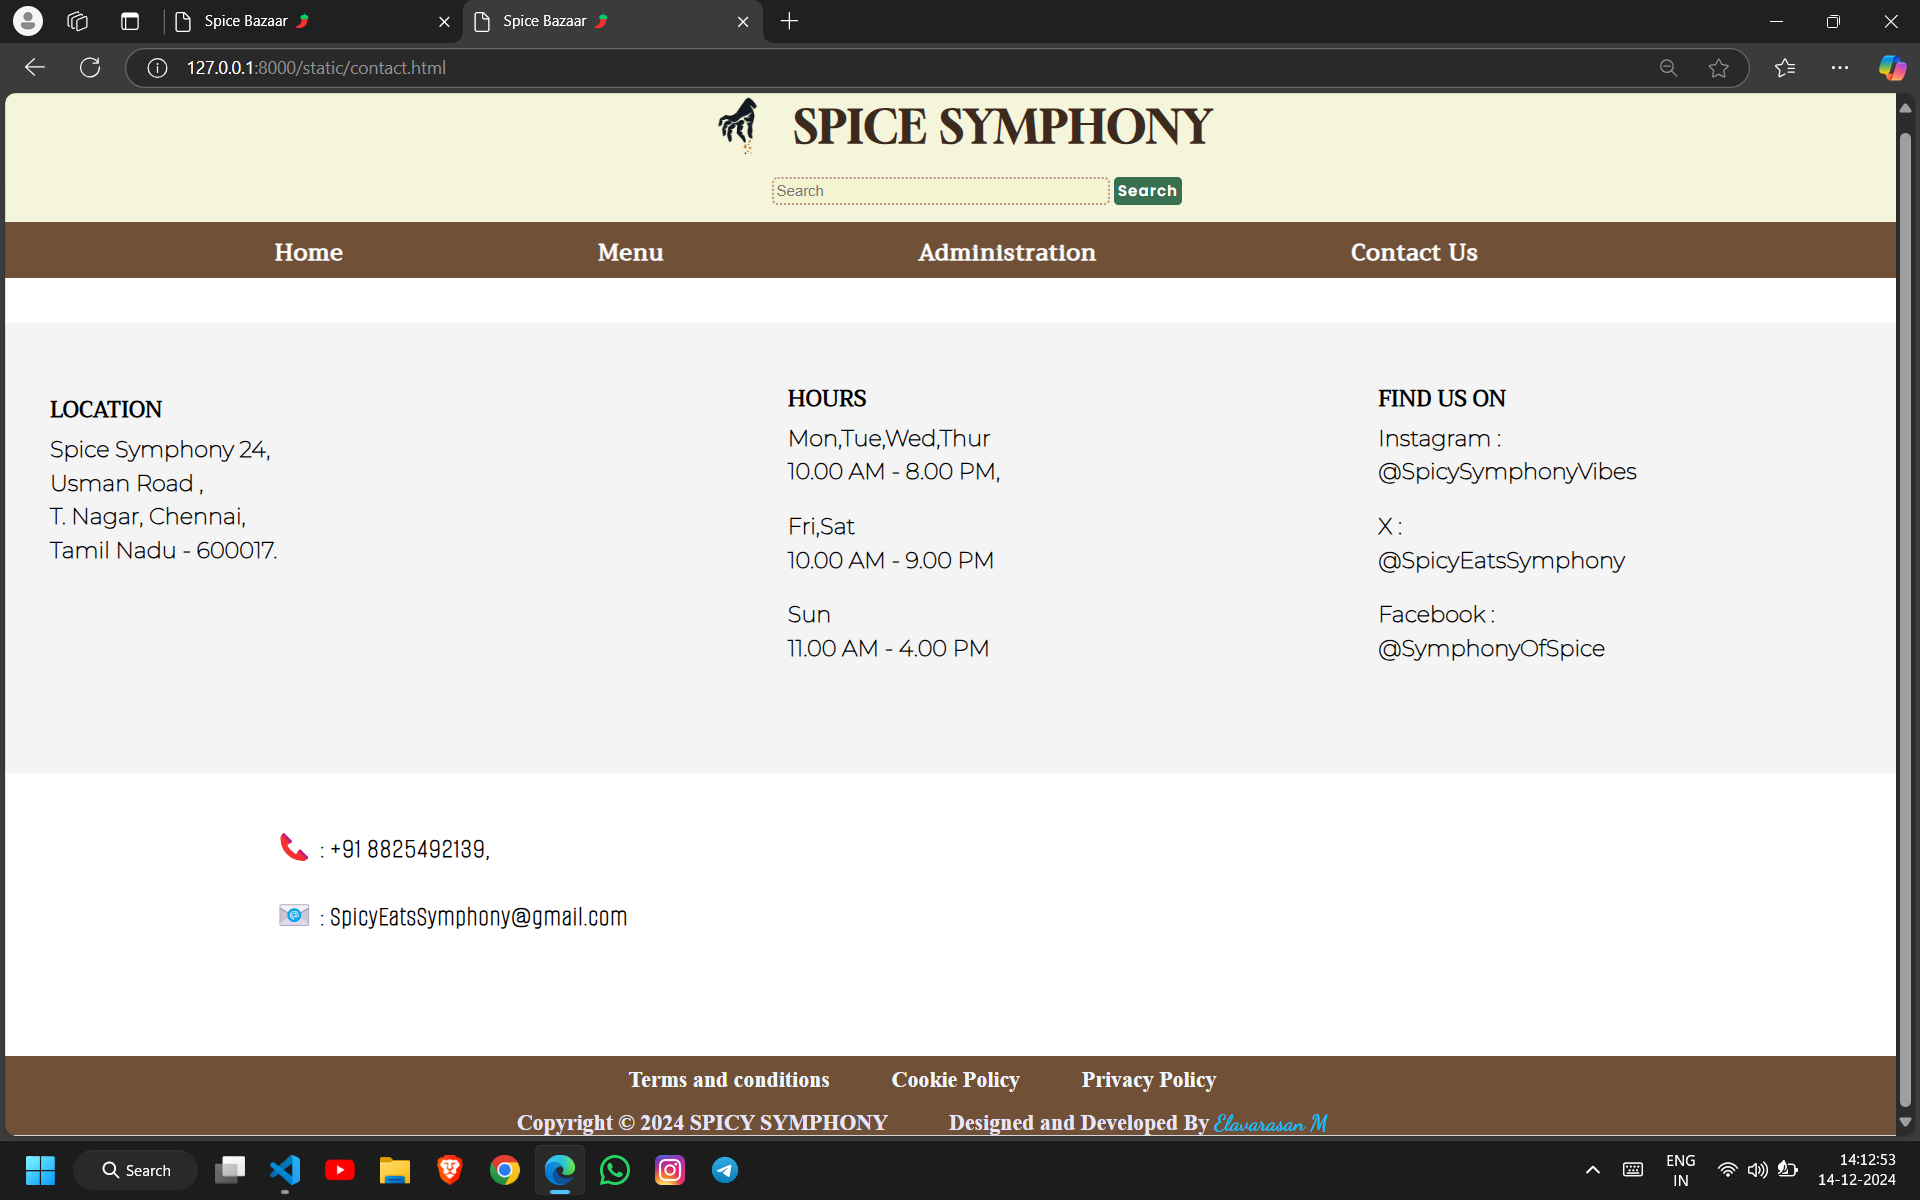 Spice Bazaar
Spice Bazaar
127.0.0.1:8000/static/contact.html
SPICE SYMPHONY
Search
Search
Home
Menu
Administration
Contact Us
LOCATION
Spice Symphony 24,
Usman Road ,
T. Nagar, Chennai,
Tamil Nadu - 600017.
HOURS
Mon,Tue,Wed,Thur
10.00 AM - 8.00 PM,
Fri,Sat
10.00 AM - 9.00 PM
Sun
11.00 AM - 4.00 PM
FIND US ON
Instagram :
@SpicySymphonyVibes
X :
@SpicyEatsSymphony
Facebook :
@SymphonyOfSpice
: +91 8825492139,
: SpicyEatsSymphony@gmail.com
Terms and conditions
Cookie Policy
Privacy Policy
Copyright © 2024 SPICY SYMPHONY
Designed and Developed By Elavarasan M
Search
ENG
IN
14:12:53
14-12-2024